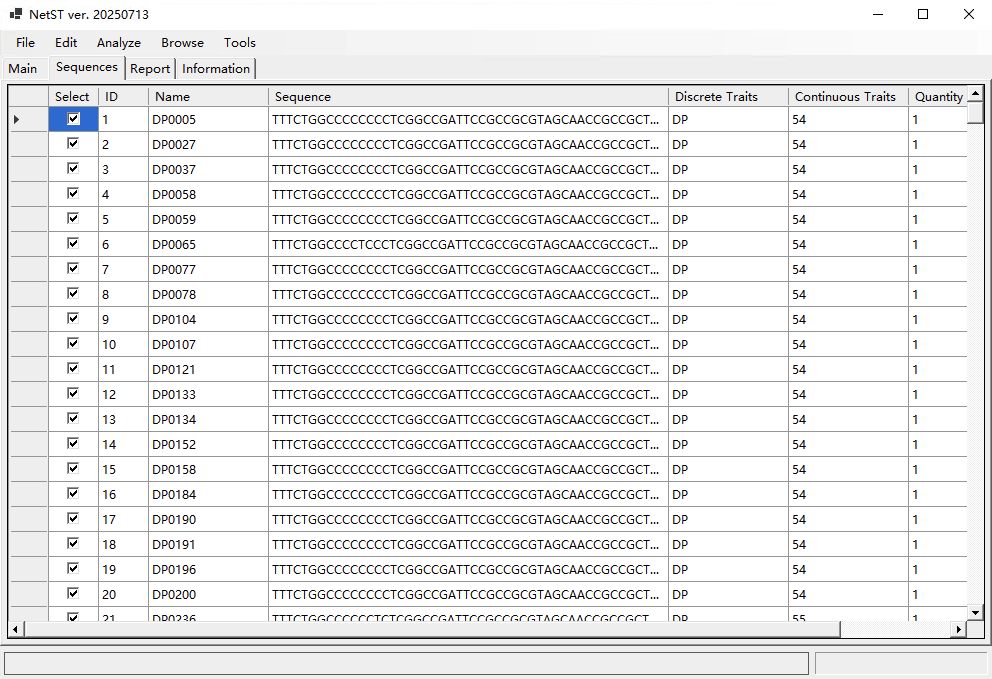 NetST ver. 20250713
File Edit Analyze Browse Tools
Main Sequences Report Information
Select ID Name Sequence Discrete Traits Continuous Traits Quantity
1 DP0005 TTTCTGGCCCCCCCCTCGGCCGATTCCGCCGCGTAGCAACCGCCGCT... DP 54 1
2 DP0027 TTTCTGGCCCCCCCCTCGGCCGATTCCGCCGCGTAGCAACCGCCGCT... DP 54 1
3 DP0037 TTTCTGGCCCCCCCCTCGGCCGATTCCGCCGCGTAGCAACCGCCGCT... DP 54 1
4 DP0058 TTTCTGGCCCCCCCCTCGGCCGATTCCGCCGCGTAGCAACCGCCGCT... DP 54 1
5 DP0059 TTTCTGGCCCCCCCCTCGGCCGATTCCGCCGCGTAGCAACCGCCGCT... DP 54 1
6 DP0065 TTTCTGGCCCCTCCCTCGGCCGATTCCGCCGCGTAGCAACCGCCGCT... DP 54 1
7 DP0077 TTTCTGGCCCCCCCCTCGGCCGATTCCGCCGCGTAGCAACCGCCGCT... DP 54 1
8 DP0078 TTTCTGGCCCCCCCCTCGGCCGATTCCGCCGCGTAGCAACCGCCGCT... DP 54 1
9 DP0104 TTTCTGGCCCCCCCCTCGGCCGATTCCGCCGCGTAGCAACCGCCGCT... DP 54 1
10 DP0107 TTTCTGGCCCCCCCCTCGGCCGATTCCGCCGCGTAGCAACCGCCGCT... DP 54 1
11 DP0121 TTTCTGGCCCCCCCCTCGGCCGATTCCGCCGCGTAGCAACCGCCGCT... DP 54 1
12 DP0133 TTTCTGGCCCCCCCCTCGGCCGATTCCGCCGCGTAGCAACCGCCGCT... DP 54 1
13 DP0134 TTTCTGGCCCCCCCCTCGGCCGATTCCGCCGCGTAGCAACCGCCGCT... DP 54 1
14 DP0152 TTTCTGGCCCCCCCCTCGGCCGATTCCGCCGCGTAGCAACCGCCGCT... DP 54 1
15 DP0158 TTTCTGGCCCCCCCCTCGGCCGATTCCGCCGCGTAGCAACCGCCGCT... DP 54 1
16 DP0184 TTTCTGGCCCCCCCCTCGGCCGATTCCGCCGCGTAGCAACCGCCGCT... DP 54 1
17 DP0190 TTTCTGGCCCCCCCCTCGGCCGATTCCGCCGCGTAGCAACCGCCGCT... DP 54 1
18 DP0191 TTTCTGGCCCCCCCCTCGGCCGATTCCGCCGCGTAGCAACCGCCGCT... DP 54 1
19 DP0196 TTTCTGGCCCCCCCCTCGGCCGATTCCGCCGCGTAGCAACCGCCGCT... DP 54 1
20 DP0200 TTTCTGGCCCCCCCCTCGGCCGATTCCGCCGCGTAGCAACCGCCGCT... DP 54 1
21 DP0236 TTTCTGGCCCCCCTCTCGGCCGATTCCGCCGCGTAGCAACCGCCGCT DP 55 1